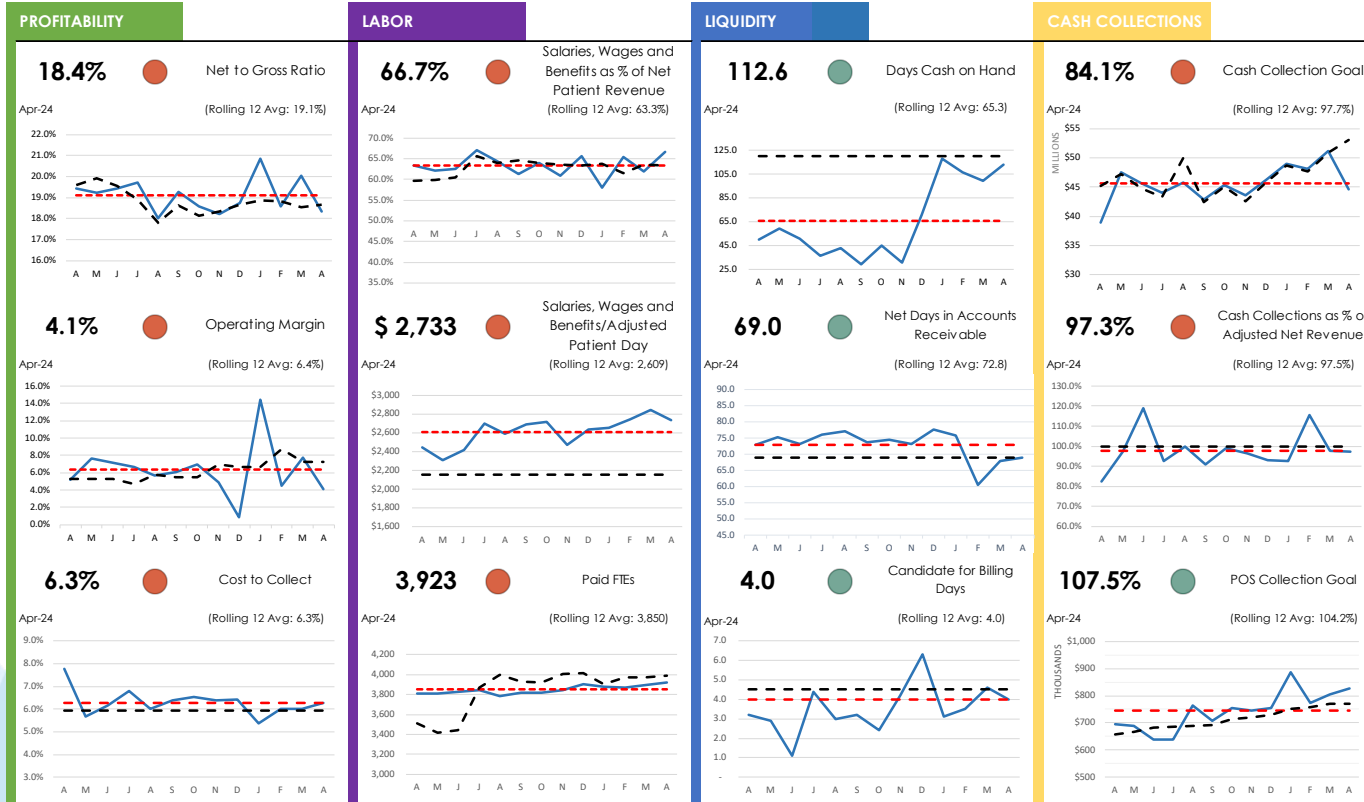 PROFITABILITY
18.4%
Net to Gross Ratio
Apr-24
(Rolling 12 Avg: 19.1%)
22.0%
21.0%
20.0%
19.0%
18.0%
17.0%
16.0%
A M J J A S O N D J F M A
4.1%
Operating Margin
Apr-24
(Rolling 12 Avg: 6.4%)
16.0%
14.0%
12.0%
10.0%
8.0%
6.0%
4.0%
2.0%
0.0%
A M J J A S O N D J F M A
6.3%
Cost to Collect
Apr-24
(Rolling 12 Avg: 6.3%)
9.0%
8.0%
7.0%
6.0%
5.0%
4.0%
3.0%
A M J J A S O N D J F M A
LABOR
66.7%
Salaries, Wages and
Benefits as % of Net
Patient Revenue
Apr-24
(Rolling 12 Avg: 63.3%)
70.0%
65.0%
60.0%
55.0%
50.0%
A M J J A S O N D J F M A
45.0%
40.0%
35.0%
$ 2,733
Salaries, Wages and
Benefits/Adjusted
Patient Day
Apr-24
(Rolling 12 Avg: 2,609)
$3,000
$2,800
$2,600
$2,400
$2,200
$2,000
$1,800
$1,600
A M J J A S O N D J F M A
3,923
Paid FTEs
Apr-24
(Rolling 12 Avg: 3,850)
4,200
4,000
3,800
3,600
3,400
3,200
3,000
A M J J A S O N D J F M A
LIQUIDITY
112.6
Days Cash on Hand
Apr-24
(Rolling 12 Avg: 65.3)
125.0
105.0
85.0
65.0
45.0
25.0
A M J J A S O N D J F M A
69.0
Net Days in Accounts
Receivable
Apr-24
(Rolling 12 Avg: 72.8)
90.0
85.0
80.0
75.0
70.0
65.0
60.0
55.0
50.0
45.0
A M J J A S O N D J F M A
4.0
Candidate for Billing
Days
Apr-24
(Rolling 12 Avg: 4.0)
7.0
6.0
5.0
4.0
3.0
2.0
1.0
-
A M J J A S O N D J F M A
CASH COLLECTIONS
84.1%
Cash Collection Goal
Apr-24
(Rolling 12 Avg: 97.7%)
MILLIONS
$55
$50
$45
$40
$35
$30
A M J J A S O N D J F M A
97.3%
Cash Collections as % o
Adjusted Net Revenue
Apr-24
(Rolling 12 Avg: 97.5%)
130.0%
120.0%
110.0%
100.0%
90.0%
80.0%
70.0%
60.0%
A M J J A S O N D J F M A
107.5%
POS Collection Goal
Apr-24
(Rolling 12 Avg: 104.2%)
THOUSANDS
$1,000
$900
$800
$700
$600
$500
A M J J A S O N D J F M A